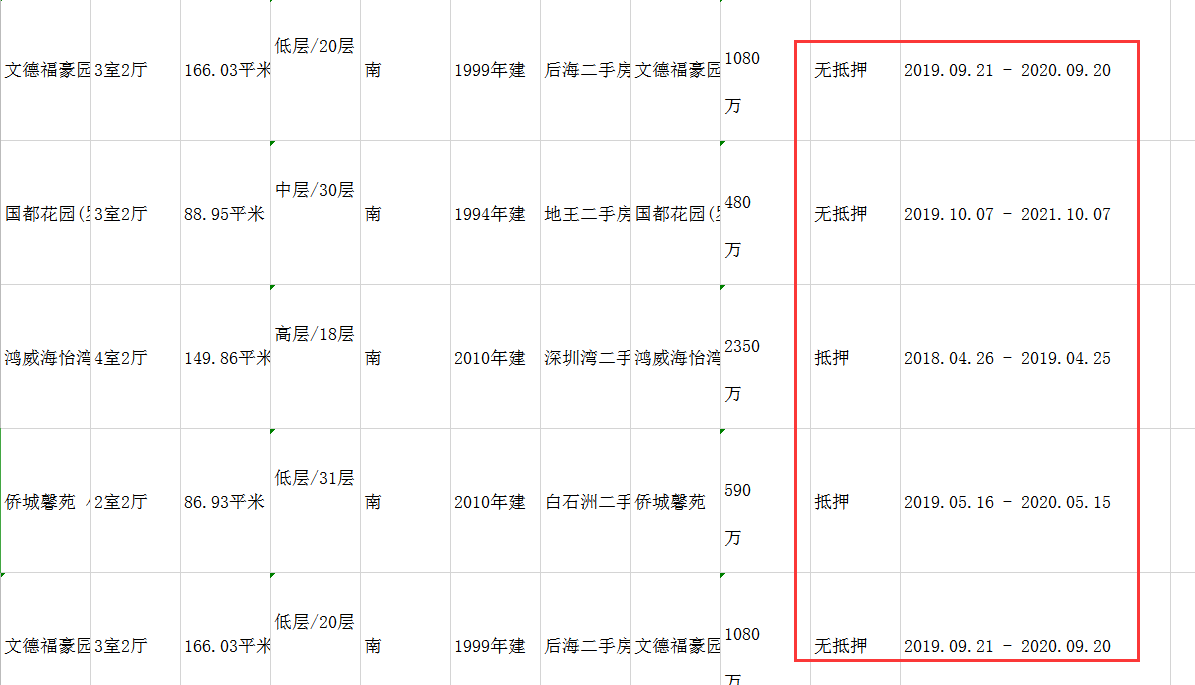 低层/20层
文德福豪园 3室2厅 166.03平米 南 1999年建 后海二手房 文德福豪园 1080 无抵押 2019.09.21 - 2020.09.20
万
中层/30层
国都花园( 3室2厅 88.95平米 南 1994年建 地王二手房 国都花园( 480 无抵押 2019.10.07 - 2021.10.07
万
高层/18层
鸿威海怡湾 4室2厅 149.86平米 南 2010年建 深圳湾二手 鸿威海怡湾 2350 抵押 2018.04.26 - 2019.04.25
万
低层/31层
侨城馨苑 2室2厅 86.93平米 南 2010年建 白石洲二手 侨城馨苑 590 抵押 2019.05.16 - 2020.05.15
万
低层/20层
文德福豪园 3室2厅 166.03平米 南 1999年建 后海二手房 文德福豪园 1080 无抵押 2019.09.21 - 2020.09.20
万